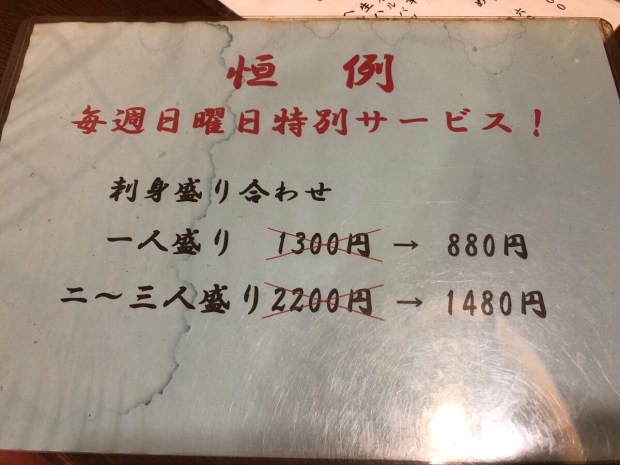 恒 例
毎週日曜日特別サービス！
刺身盛り合わせ
一人盛り 1300円 → 880円
二～三人盛り 2200円 → 1480円